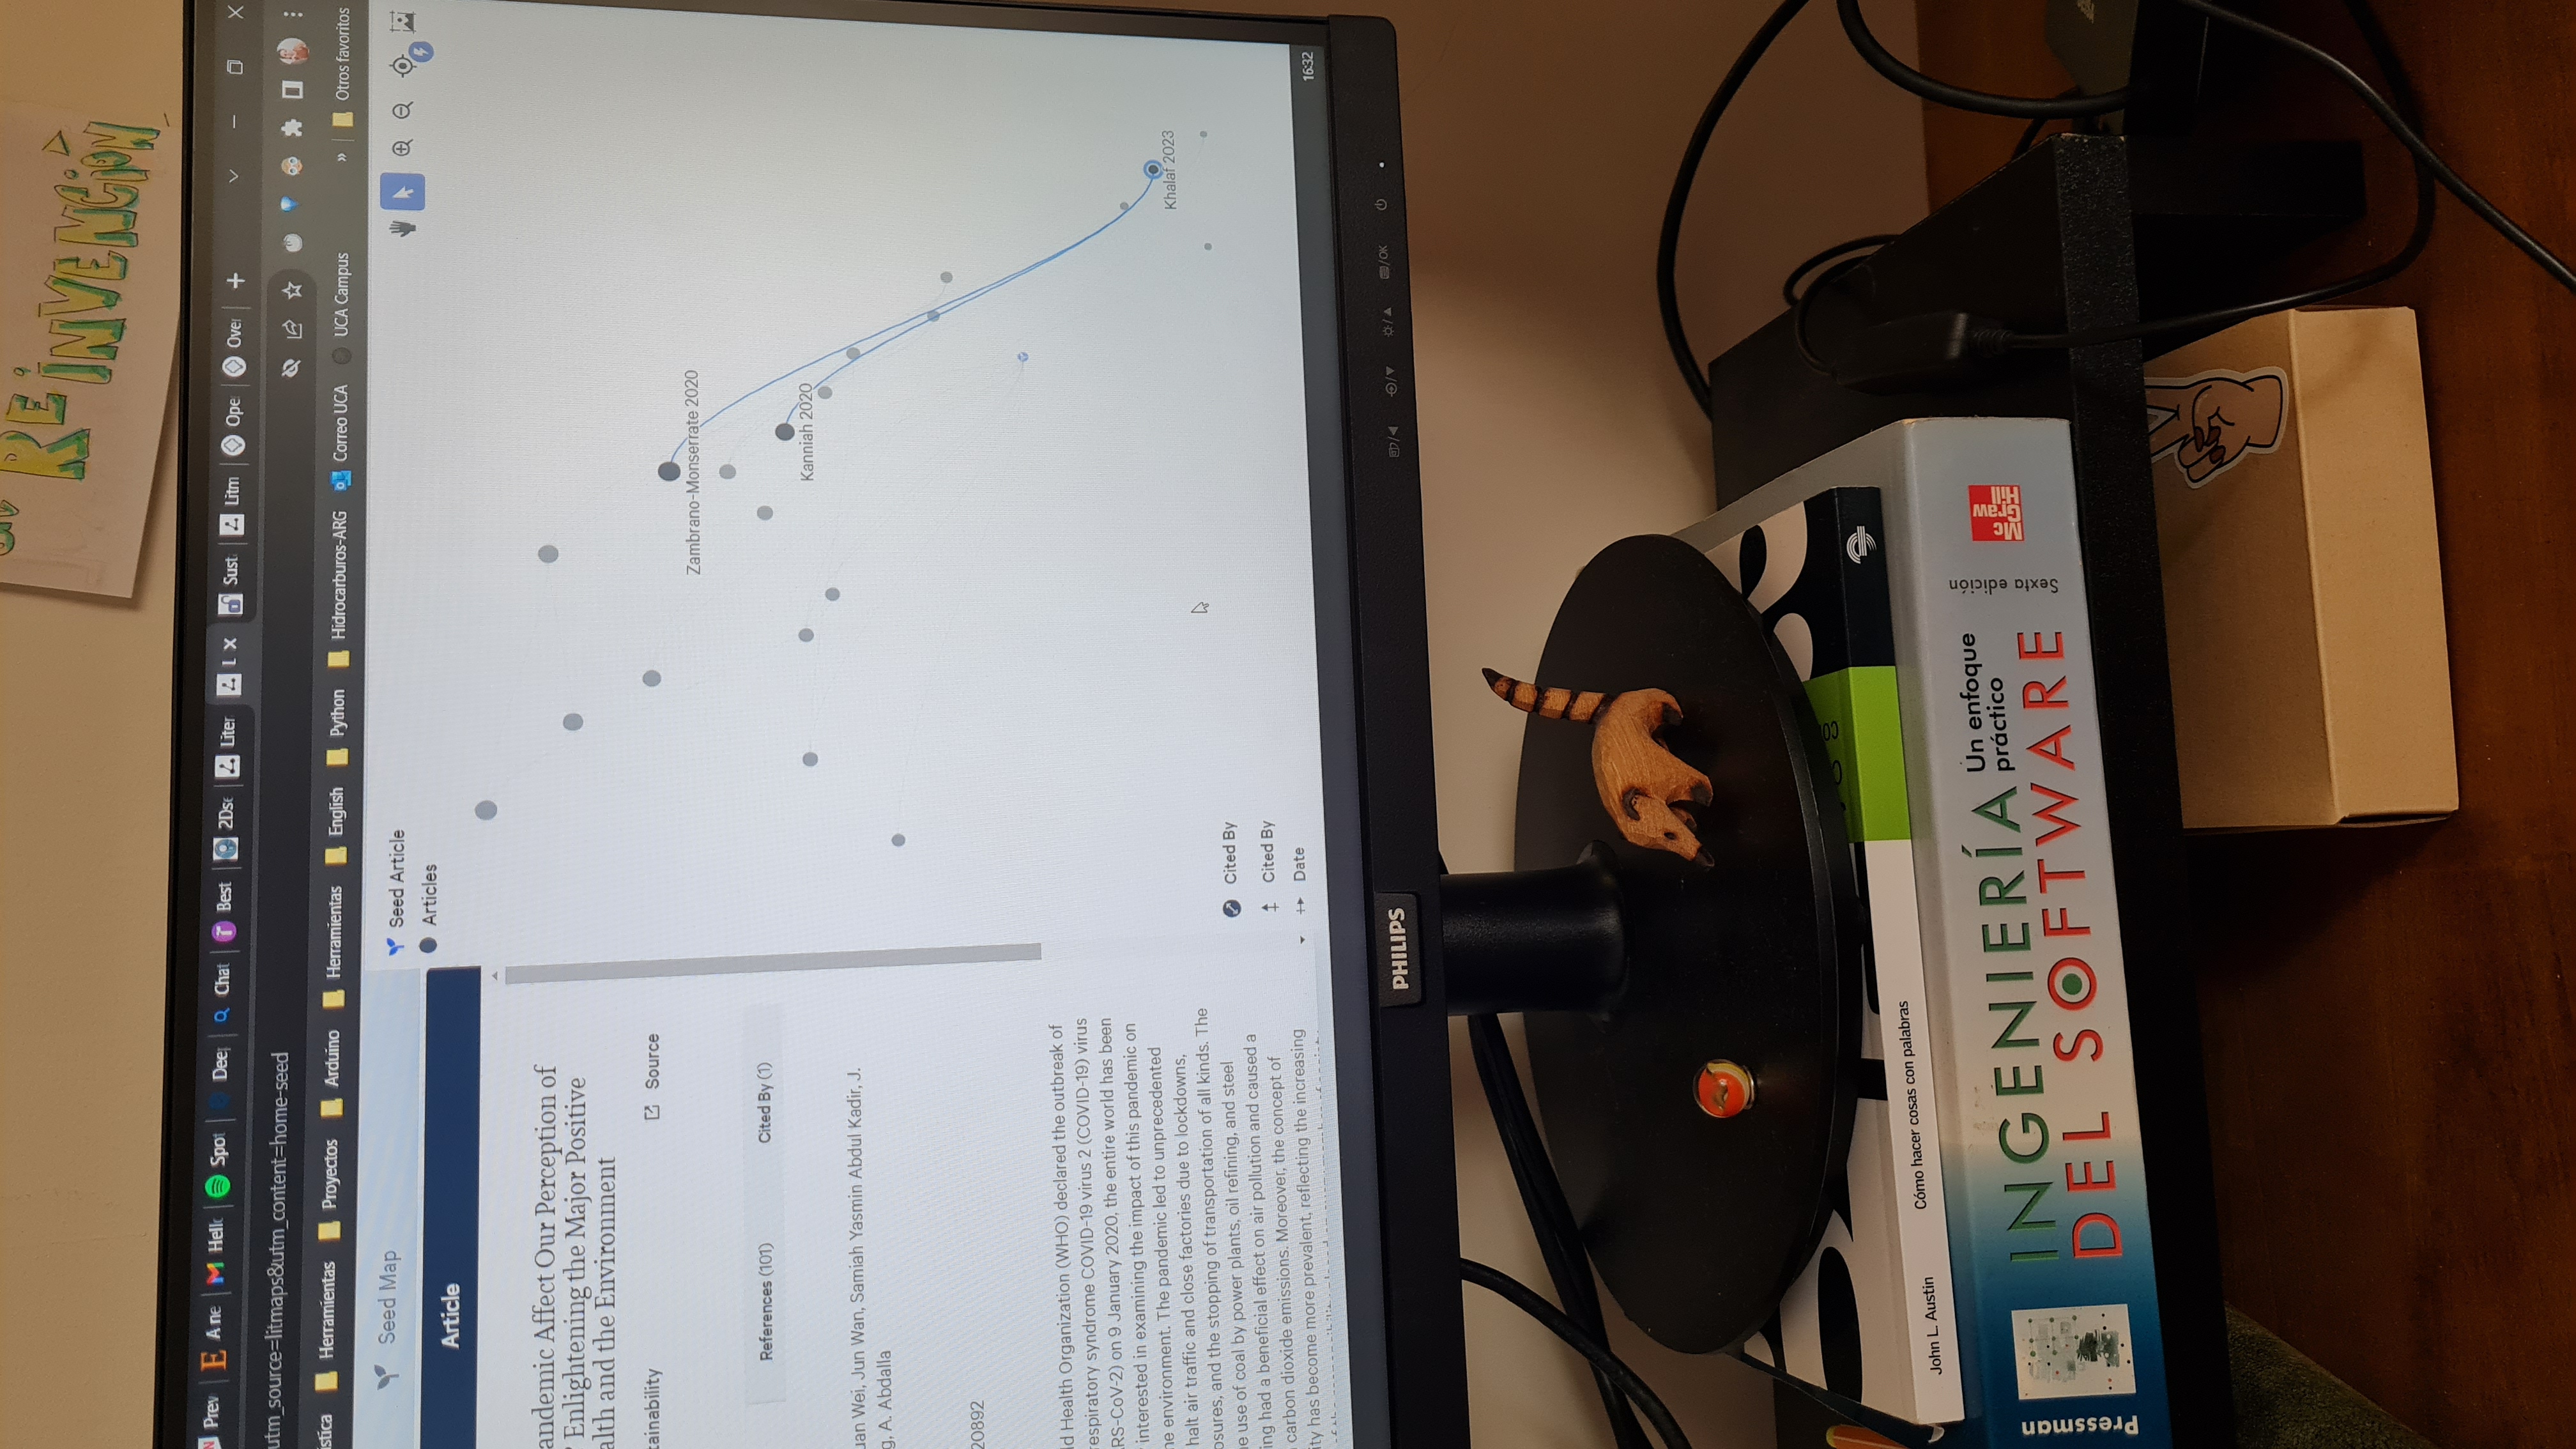 REINVENCIÓN
Prev
A ne
Hell
Spot
Deep
Chat
Best
2Dsc
Liter
L
Sust
Litm
Ope
Over
utm_source=litmaps&utm_content=home-seed
ística
Herramientas
Proyectos
Arduino
Herramientas
English
Python
Hidrocarburos-ARG
Correo UCA
UCA Campus
»
Otros favoritos
Seed Map
Article
andemic Affect Our Perception of
? Enlightening the Major Positive
alth and the Environment
tainability
Source
References (101)
Cited By (1)
uan Wei, Jun Wan, Samiah Yasmin Abdul Kadir, J.
g, A. Abdalla
20892
ld Health Organization (WHO) declared the outbreak of
respiratory syndrome COVID-19 virus 2 (COVID-19) virus
RS-CoV-2) on 9 January 2020, the entire world has been
interested in examining the impact of this pandemic on
ne environment. The pandemic led to unprecedented
halt air traffic and close factories due to lockdowns,
osures, and the stopping of transportation of all kinds. The
e use of coal by power plants, oil refining, and steel
ing had a beneficial effect on air pollution and caused a
carbon dioxide emissions. Moreover, the concept of
ity has become more prevalent, reflecting the increasing
Seed Article
Articles
Zambrano-Monserrate 2020
Kanniah 2020
Khalaf 2023
Cited By
Cited By
Date
16:32
PHILIPS
/OK
John L. Austin
Cómo hacer cosas con palabras
Pressman
INGENIERÍA
DEL SOFTWARE
Un enfoque
práctico
Sexta edición
Mc
Graw
Hill